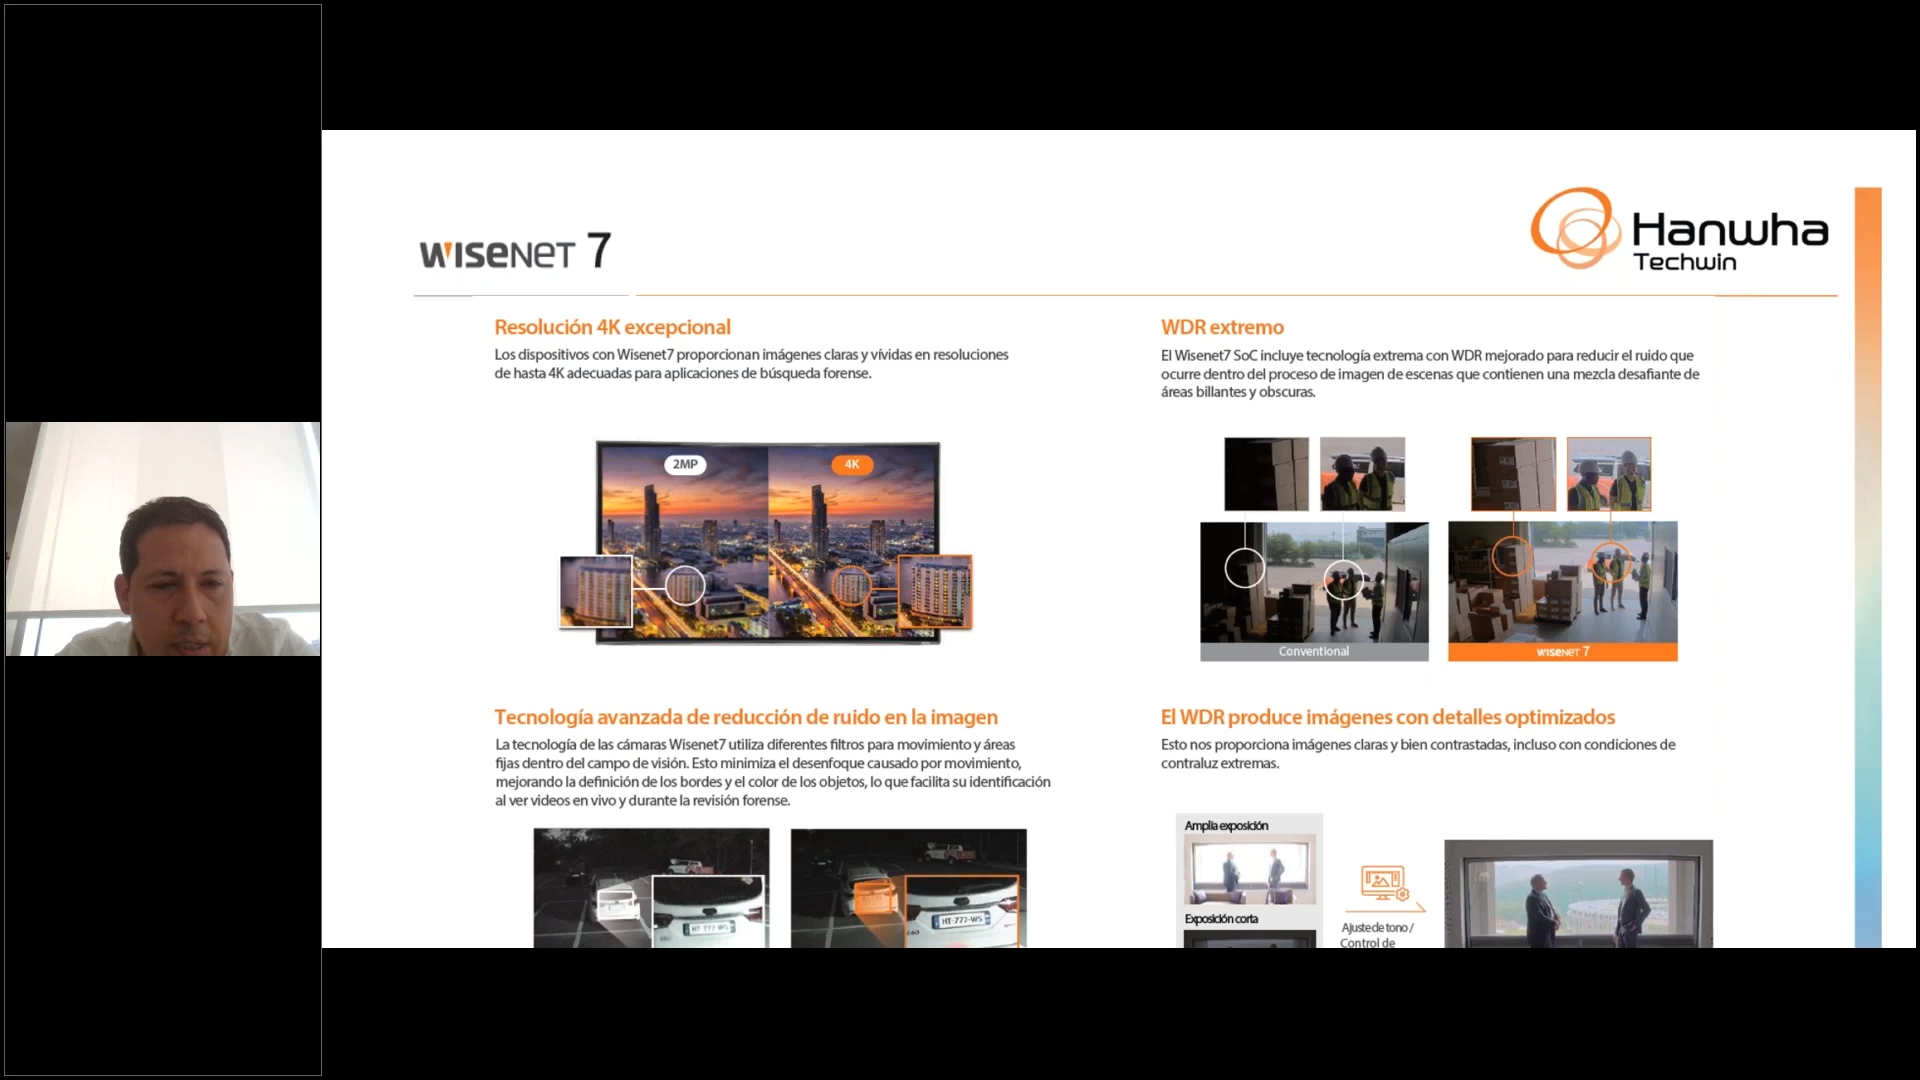 WISENET 7
Hanwha
Techwin
Resolución 4K excepcional
Los dispositivos con Wisenet7 proporcionan imágenes claras y vívidas en resoluciones
de hasta 4K adecuadas para aplicaciones de búsqueda forense.
2MP
4K
WDR extremo
El Wisenet7 SoC incluye tecnología extrema con WDR mejorado para reducir el ruido que
ocurre dentro del proceso de imagen de escenas que contienen una mezcla desafiante de
áreas billantes y obscuras.
Conventional
WISENET 7
Tecnología avanzada de reducción de ruido en la imagen
La tecnología de las cámaras Wisenet7 utiliza diferentes filtros para movimiento y áreas
fijas dentro del campo de visión. Esto minimiza el desenfoque causado por movimiento,
mejorando la definición de los bordes y el color de los objetos, lo que facilita su identificación
al ver videos en vivo y durante la revisión forense.
HT-777-WS
HT-777-WS
El WDR produce imágenes con detalles optimizados
Esto nos proporciona imágenes claras y bien contrastadas, incluso con condiciones de
contraluz extremas.
Amplia exposición
Exposición corta
Ajuste de tono /
Control de